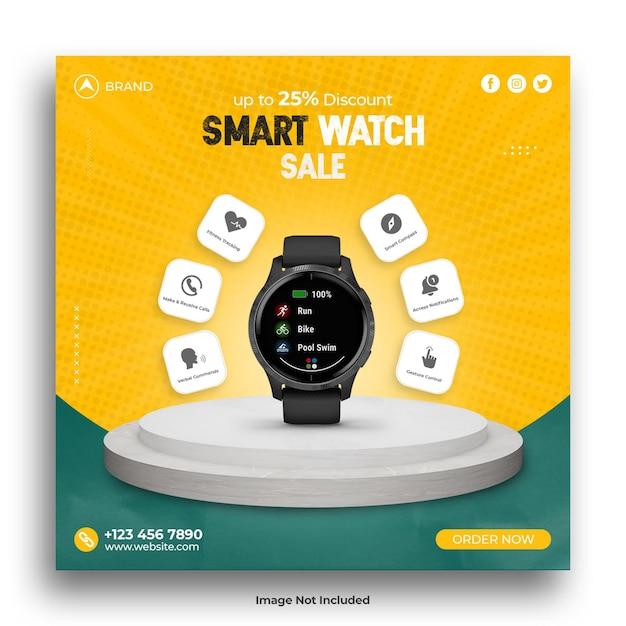 BRAND
up to 25% Discount
SMART WATCH
SALE
Fitness Tracking
Smart Compass
Make & Receive Calls
Access Notifications
Verbal Commands
Gesture Control
100%
Run
Bike
Pool Swim
+123 456 7890
www.website.com
ORDER NOW
Image Not Included